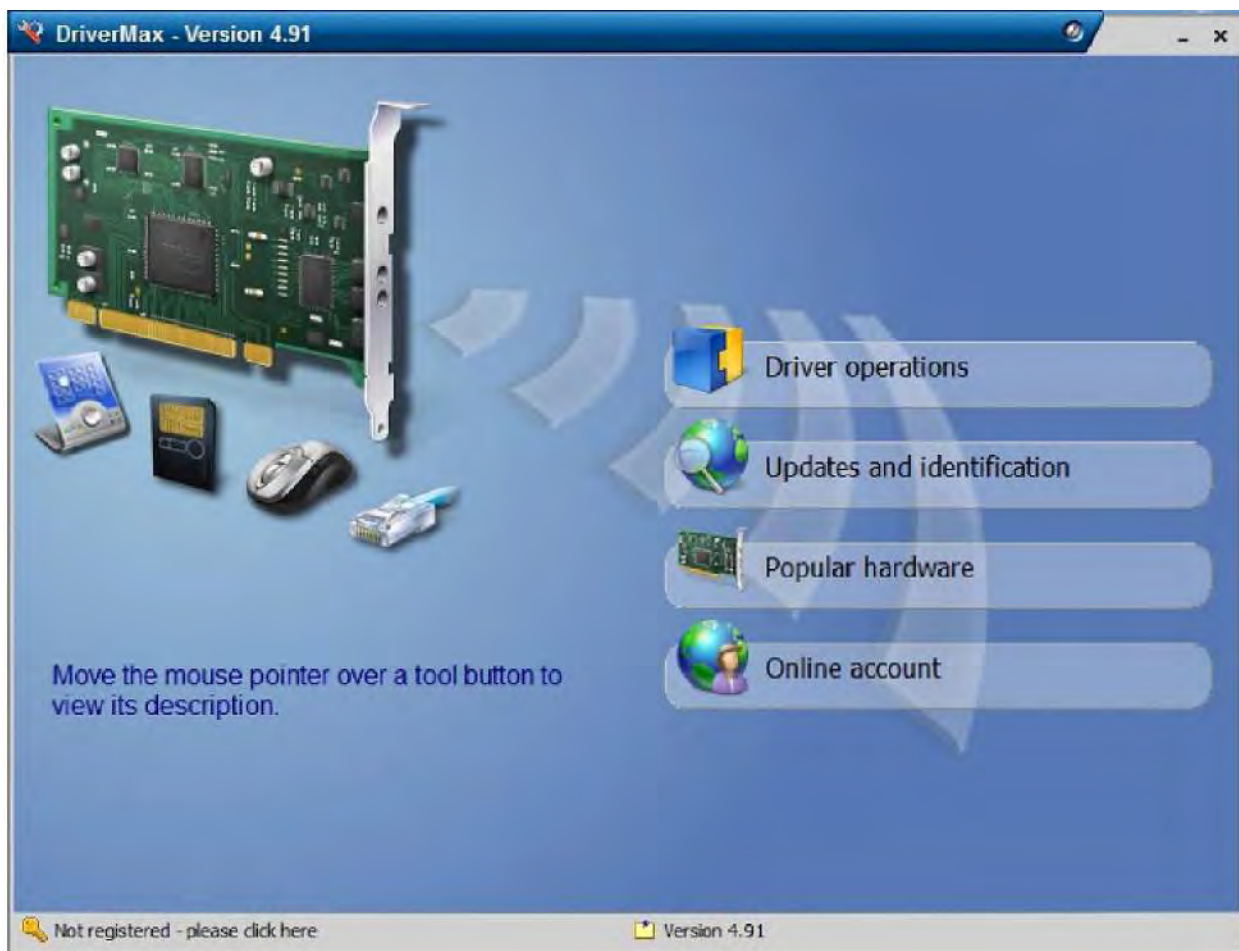 DriverMax - Version 4.91
Driver operations
Updates and identification
Popular hardware
Online account
Move the mouse pointer over a tool button to
view its description.
Not registered - please click here
Version 4.91